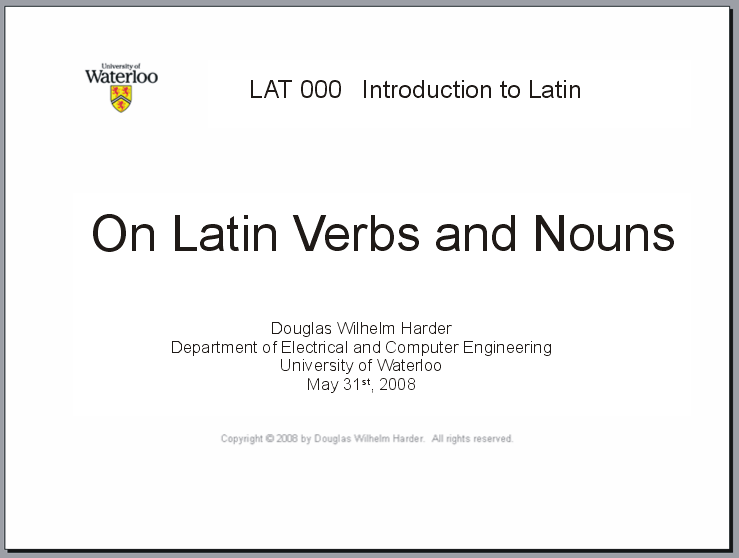 University of
Waterloo
LAT 000 Introduction to Latin
On Latin Verbs and Nouns
Douglas Wilhelm Harder
Department of Electrical and Computer Engineering
University of Waterloo
May 31st, 2008
Copyright © 2008 by Douglas Wilhelm Harder. All rights reserved.